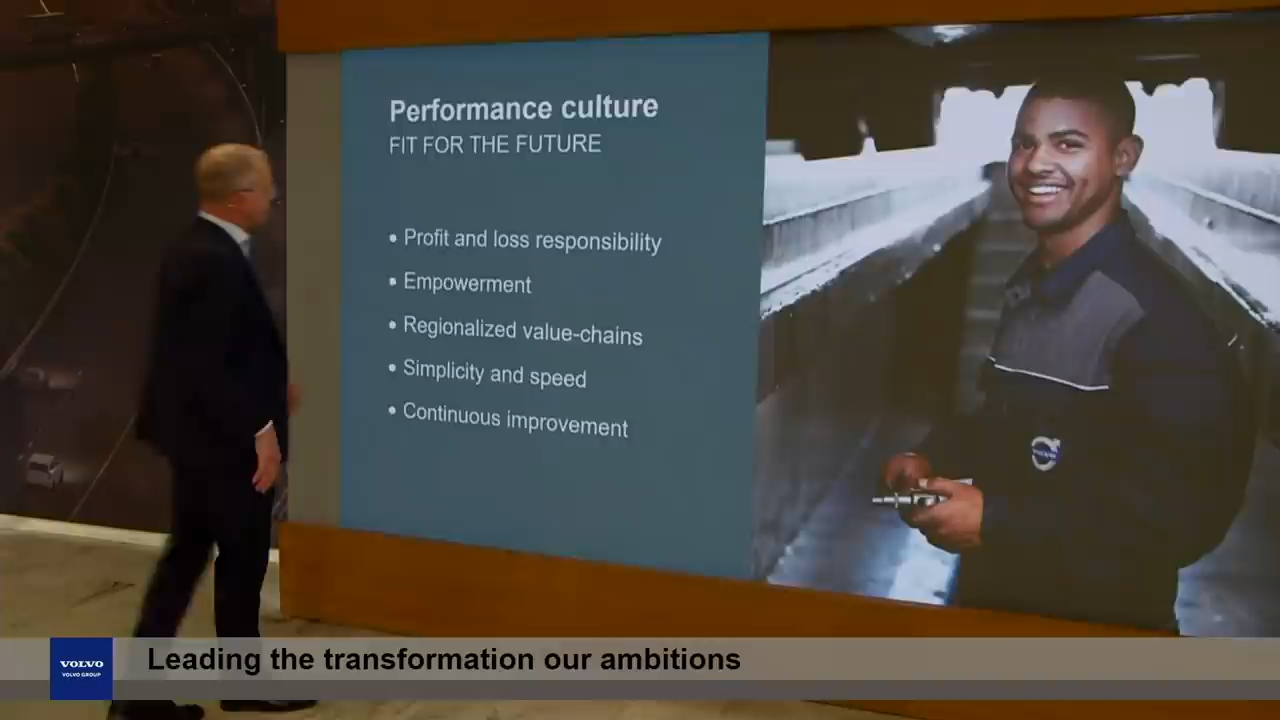 Performance culture
FIT FOR THE FUTURE
• Profit and loss responsibility
• Empowerment
• Regionalized value-chains
• Simplicity and speed
• Continuous improvement
VOLVO
VOLVO
VOLVO GROUP
Leading the transformation our ambitions